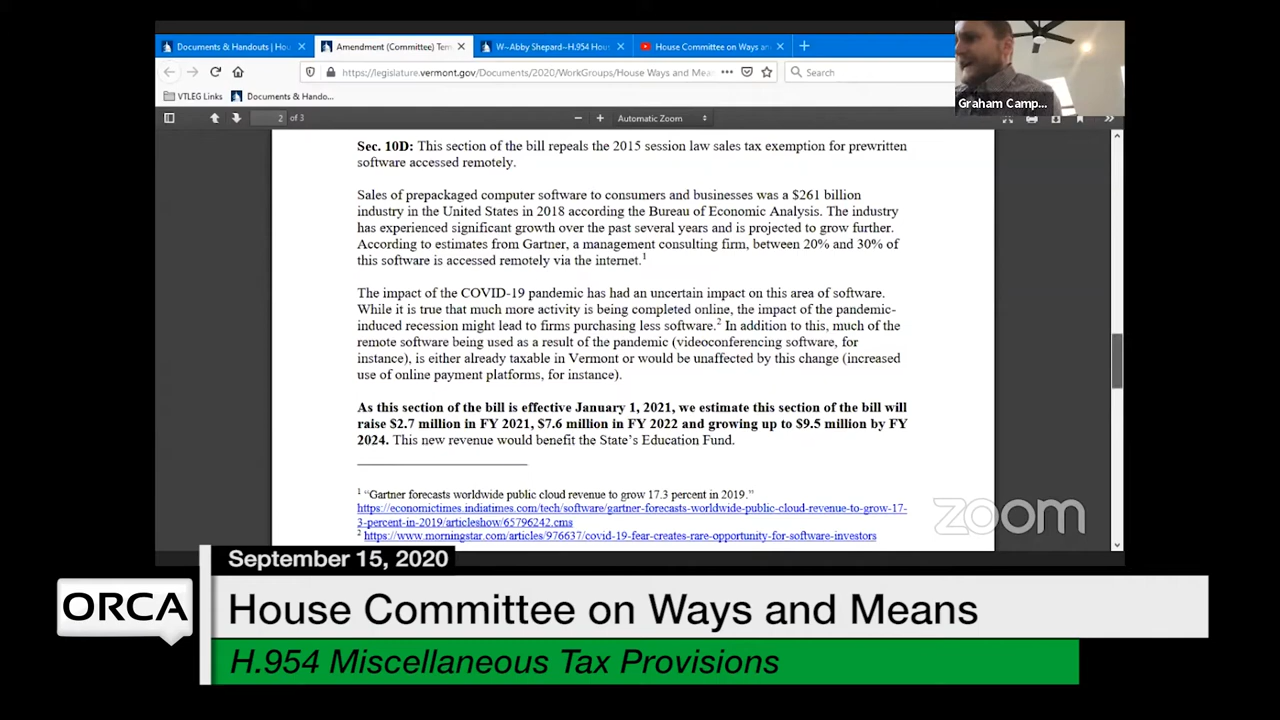 Documents & Handouts | Hou
Amendment (Committee) Tem
W~Abby Shepard~H.954 Hous
House Committee on Ways and
https://legislature.vermont.gov/Documents/2020/WorkGroups/House Ways and Mea
Search
VTLEG Links
Documents & Hando...
Graham Camp...
2 of 3
Automatic Zoom
Sec. 10D: This section of the bill repeals the 2015 session law sales tax exemption for prewritten
software accessed remotely.
Sales of prepackaged computer software to consumers and businesses was a $261 billion
industry in the United States in 2018 according the Bureau of Economic Analysis. The industry
has experienced significant growth over the past several years and is projected to grow further.
According to estimates from Gartner, a management consulting firm, between 20% and 30% of
this software is accessed remotely via the internet.1
The impact of the COVID-19 pandemic has had an uncertain impact on this area of software.
While it is true that much more activity is being completed online, the impact of the pandemic-
induced recession might lead to firms purchasing less software.2 In addition to this, much of the
remote software being used as a result of the pandemic (videoconferencing software, for
instance), is either already taxable in Vermont or would be unaffected by this change (increased
use of online payment platforms, for instance).
As this section of the bill is effective January 1, 2021, we estimate this section of the bill will
raise $2.7 million in FY 2021, $7.6 million in FY 2022 and growing up to $9.5 million by FY
2024. This new revenue would benefit the State's Education Fund.
1 "Gartner forecasts worldwide public cloud revenue to grow 17.3 percent in 2019."
https://economictimes.indiatimes.com/tech/software/gartner-forecasts-worldwide-public-cloud-revenue-to-grow-17-
3-percent-in-2019/articleshow/65796242.cms
2 https://www.morningstar.com/articles/976637/covid-19-fear-creates-rare-opportunity-for-software-investors
zoom
September 15, 2020
ORCA
House Committee on Ways and Means
H.954 Miscellaneous Tax Provisions